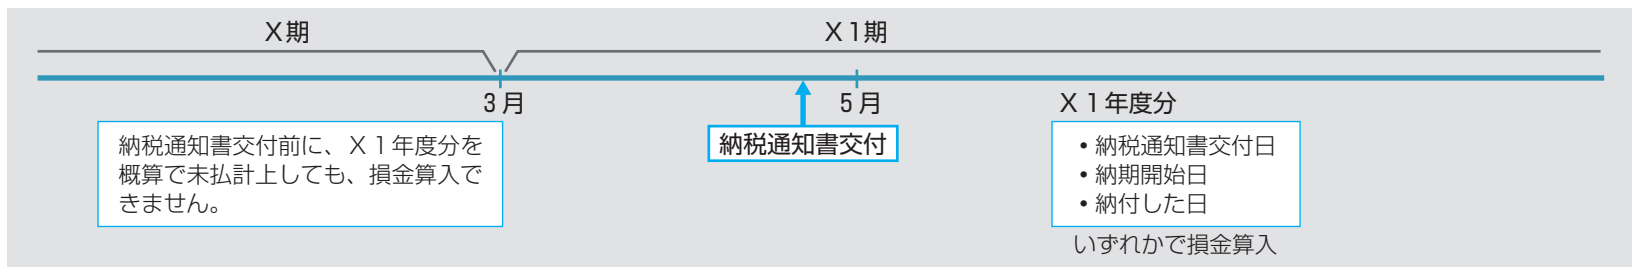 X期
X1期
3月
5月
納税通知書交付
X1年度分
納税通知書交付前に、X1年度分を
概算で未払計上しても、損金算入で
きません。
•納税通知書交付日
•納期開始日
•納付した日
いずれかで損金算入